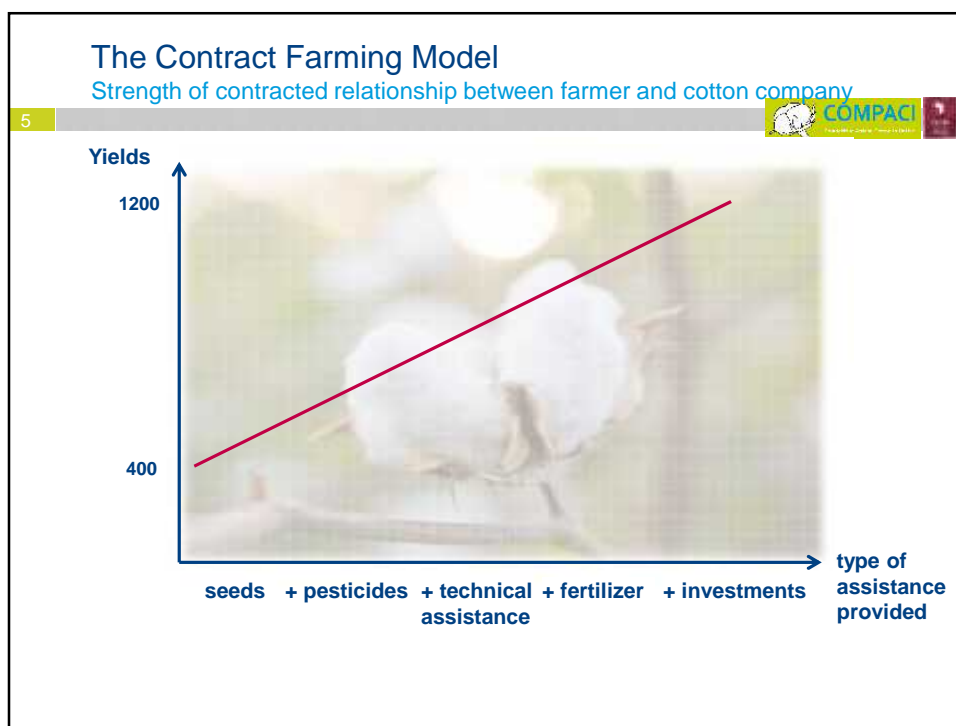 The Contract Farming Model
Strength of contracted relationship between farmer and cotton company
5
COMPACI
Yields
1200
400
seeds + pesticides + technical + fertilizer + investments
assistance
type of
assistance
provided